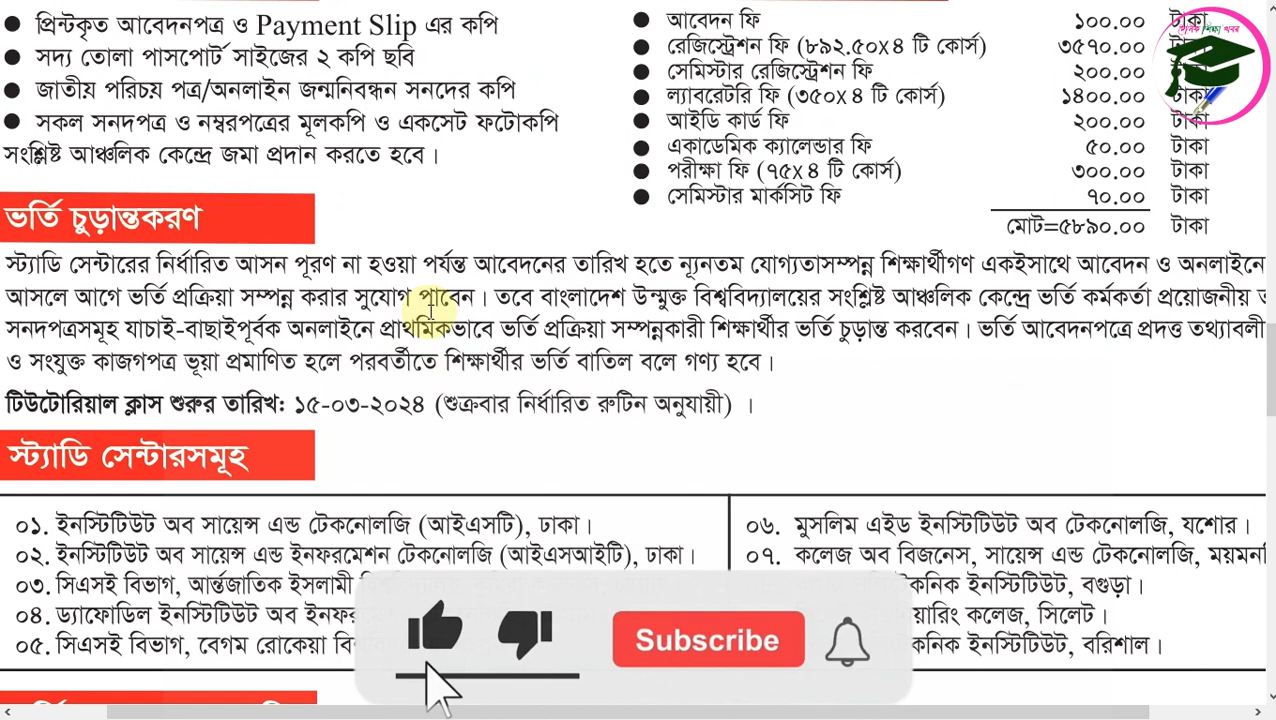 ● প্রিন্টকৃত আবেদনপত্র ও Payment Slip এর কপি
● সদ্য তোলা পাসপোর্ট সাইজের ২ কপি ছবি
● জাতীয় পরিচয় পত্র/অনলাইন জন্মনিবন্ধন সনদের কপি
● সকল সনদপত্র ও নম্বরপত্রের মূলকপি ও একসেট ফটোকপি
সংশ্লিষ্ট আঞ্চলিক কেন্দ্রে জমা প্রদান করতে হবে।
● আবেদন ফি ১০০.০০ টাকা
● রেজিস্ট্রেশন ফি (৮৯২.৫০X৪ টি কোর্স) ৩৫৭০.০০ টাকা
● সেমিস্টার রেজিস্ট্রেশন ফি ২০০.০০ টাকা
● ল্যাবরেটরি ফি (৩৫০X৪ টি কোর্স) ১৪০০.০০ টাকা
● আইডি কার্ড ফি ২০০.০০ টাকা
● একাডেমিক ক্যালেন্ডার ফি ৫০.০০ টাকা
● পরীক্ষা ফি (৭৫X৪ টি কোর্স) ৩০০.০০ টাকা
● সেমিস্টার মার্কসিট ফি ৭০.০০ টাকা
মোট=৫৮৯০.০০ টাকা
শিক্ষা খবর
ভর্তি চুড়ান্তকরণ
স্ট্যাডি সেন্টারের নির্ধারিত আসন পূরণ না হওয়া পর্যন্ত আবেদনের তারিখ হতে ন্যূনতম যোগ্যতাসম্পন্ন শিক্ষার্থীগণ একইসাথে আবেদন ও অনলাইনে
আসলে আগে ভর্তি প্রক্রিয়া সম্পন্ন করার সুযোগ পাবেন। তবে বাংলাদেশ উন্মুক্ত বিশ্ববিদ্যালয়ের সংশ্লিষ্ট আঞ্চলিক কেন্দ্রে ভর্তি কর্মকর্তা প্রয়োজনীয়
সনদপত্রসমূহ যাচাই-বাছাইপূর্বক অনলাইনে প্রাথমিকভাবে ভর্তি প্রক্রিয়া সম্পন্নকারী শিক্ষার্থীর ভর্তি চুড়ান্ত করবেন। ভর্তি আবেদনপত্রে প্রদত্ত তথ্যাবলী
ও সংযুক্ত কাজগপত্র ভূয়া প্রমাণিত হলে পরবর্তীতে শিক্ষার্থীর ভর্তি বাতিল বলে গণ্য হবে।
টিউটোরিয়াল ক্লাস শুরুর তারিখ: ১৫-০৩-২০২৪ (শুক্রবার নির্ধারিত রুটিন অনুযায়ী) ।
স্ট্যাডি সেন্টারসমূহ
০১. ইনস্টিটিউট অব সায়েন্স এন্ড টেকনোলজি (আইএসটি), ঢাকা।
০২. ইনস্টিটিউট অব সায়েন্স এন্ড ইনফরমেশন টেকনোলজি (আইএসআইটি), ঢাকা।
০৩. সিএসই বিভাগ, আর্ন্তজাতিক ইসলামী
০৪. ড্যাফোডিল ইনস্টিটিউট অব
০৫. সিএসই বিভাগ, বেগম রোকেয়া
০৬. মুসলিম এইড ইনস্টিটিউট অব টেকনোলজি, যশোর।
০৭. কলেজ অব বিজনেস, সায়েন্স এন্ড টেকনোলজি,
ইনস্টিটিউট, বগুড়া।
কলেজ, সিলেট।
ইনস্টিটিউট, বরিশাল।
Subscribe